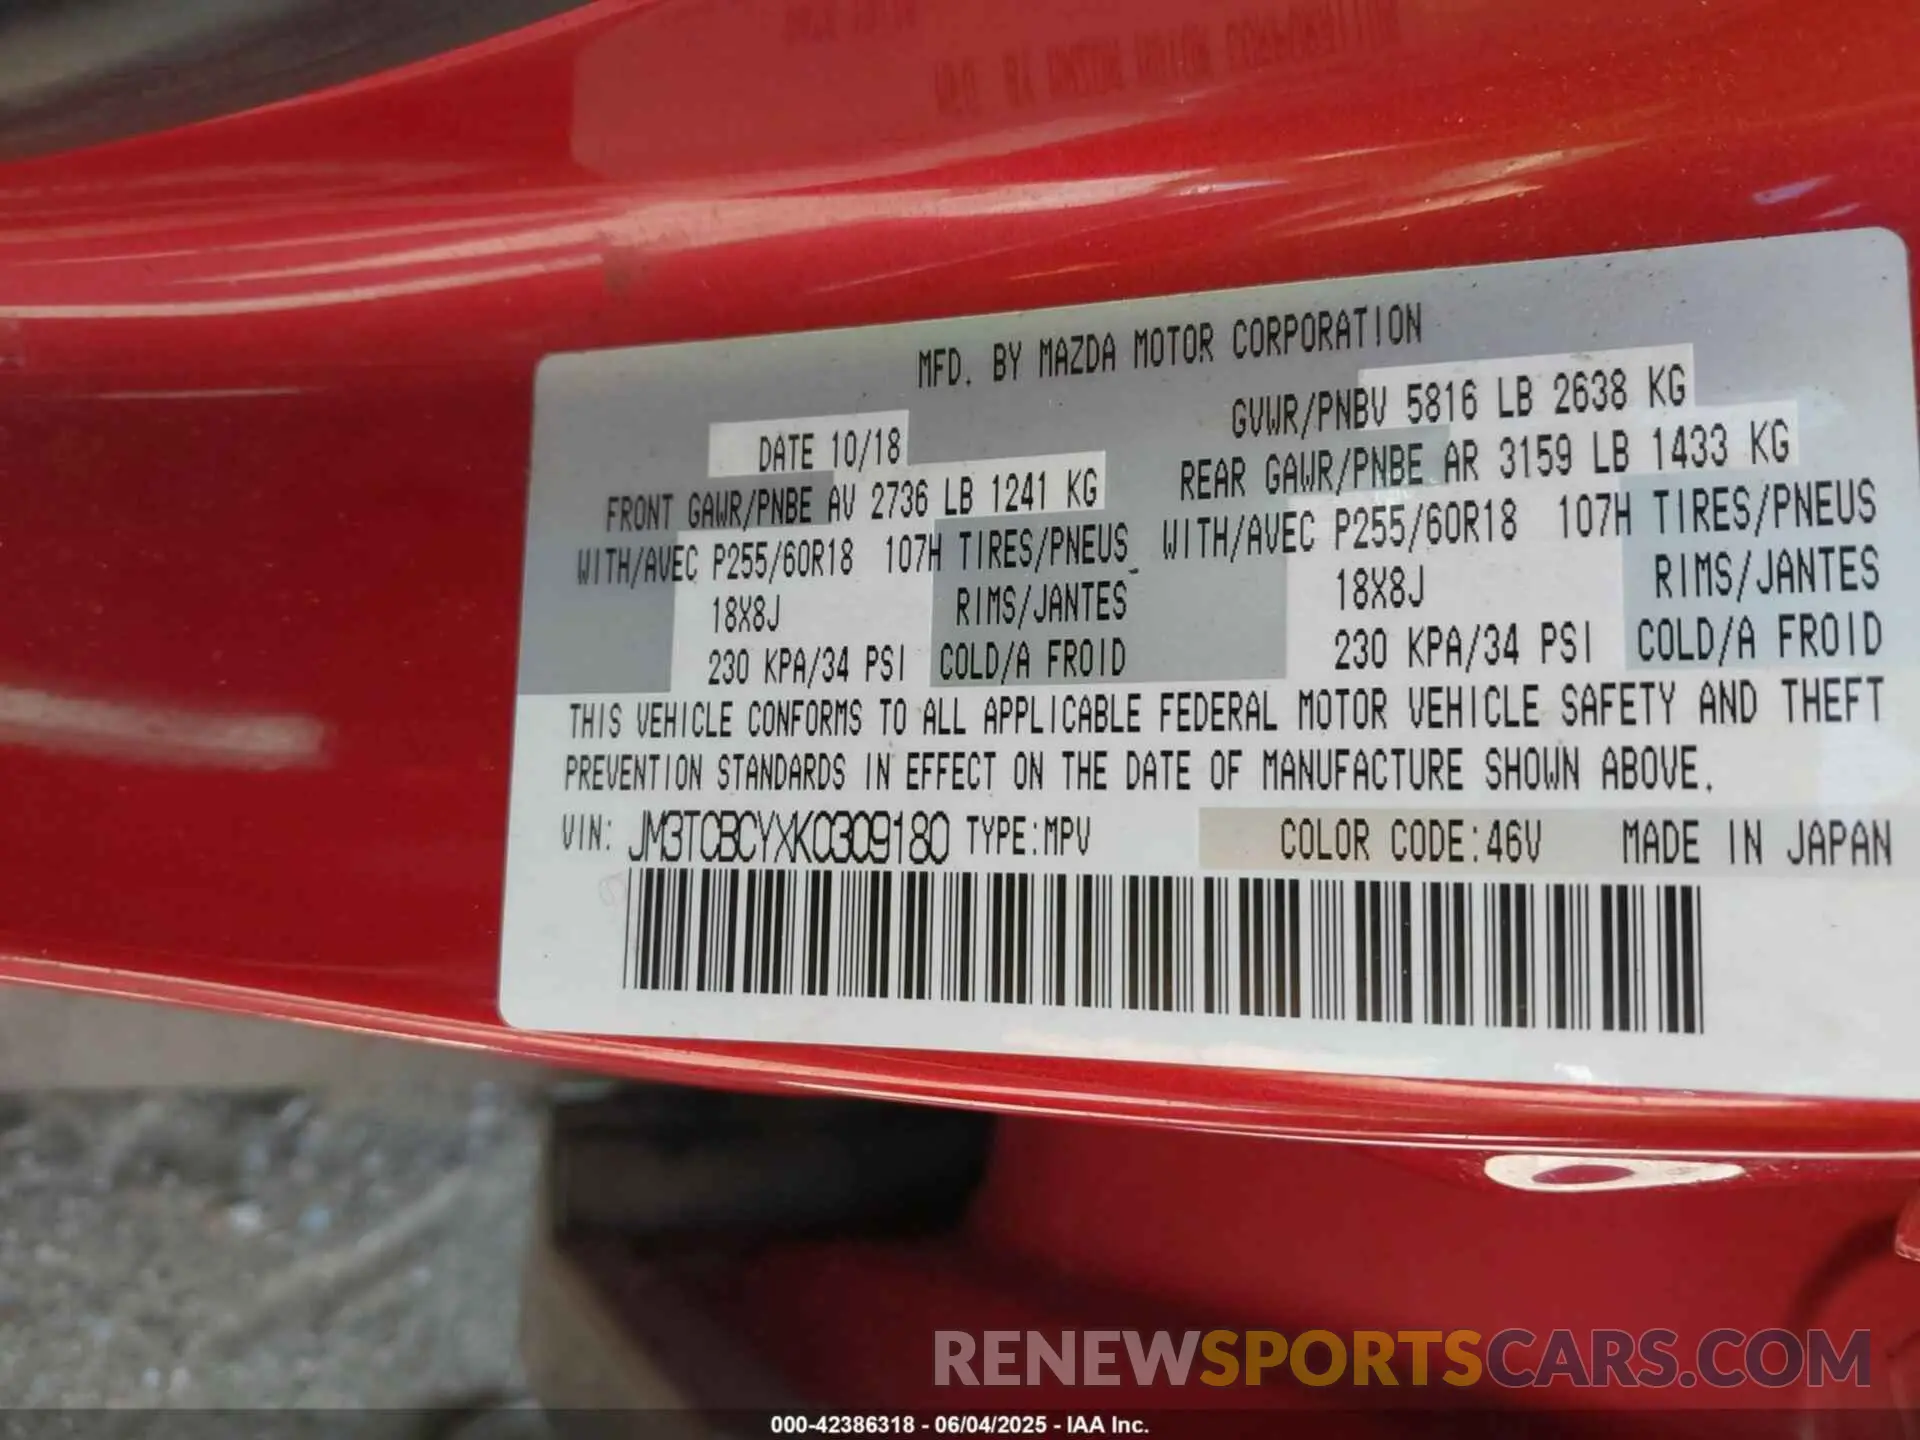 MFD. BY MAZDA MOTOR CORPORATION
DATE 10/18 GVWR/PNBV 5816 LB 2638 KG
FRONT GAWR/PNBE AV 2736 LB 1241 KG REAR GAWR/PNBE AR 3159 LB 1433 KG
WITH/AVEC P255/60R18 107H TIRES/PNEUS WITH/AVEC P255/60R18 107H TIRES/PNEUS
18X8J RIMS/JANTES 18X8J RIMS/JANTES
230 KPA/34 PSI COLD/A FROID 230 KPA/34 PSI COLD/A FROID
THIS VEHICLE CONFORMS TO ALL APPLICABLE FEDERAL MOTOR VEHICLE SAFETY AND THEFT
PREVENTION STANDARDS IN EFFECT ON THE DATE OF MANUFACTURE SHOWN ABOVE.
VIN: JM3TCBCYXK0309180 TYPE:MPV COLOR CODE:46V MADE IN JAPAN
RENEWSPORTSCARS.COM
000-42386318 - 06/04/2025 - IAA Inc.